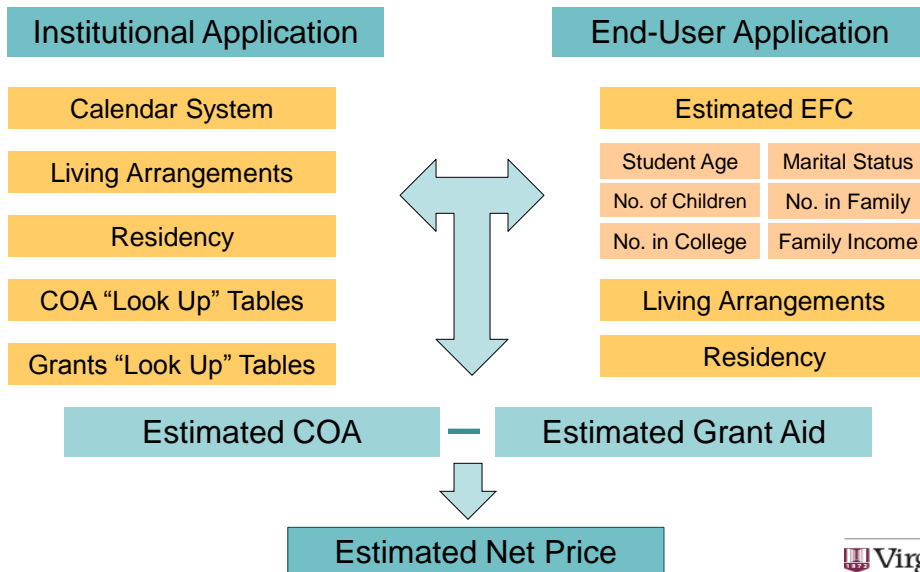 Institutional Application
End-User Application
Calendar System
Living Arrangements
Residency
COA “Look Up” Tables
Grants “Look Up” Tables
Estimated EFC
Student Age
Marital Status
No. of Children
No. in Family
No. in College
Family Income
Living Arrangements
Residency
Estimated COA – Estimated Grant Aid
Estimated Net Price
1872